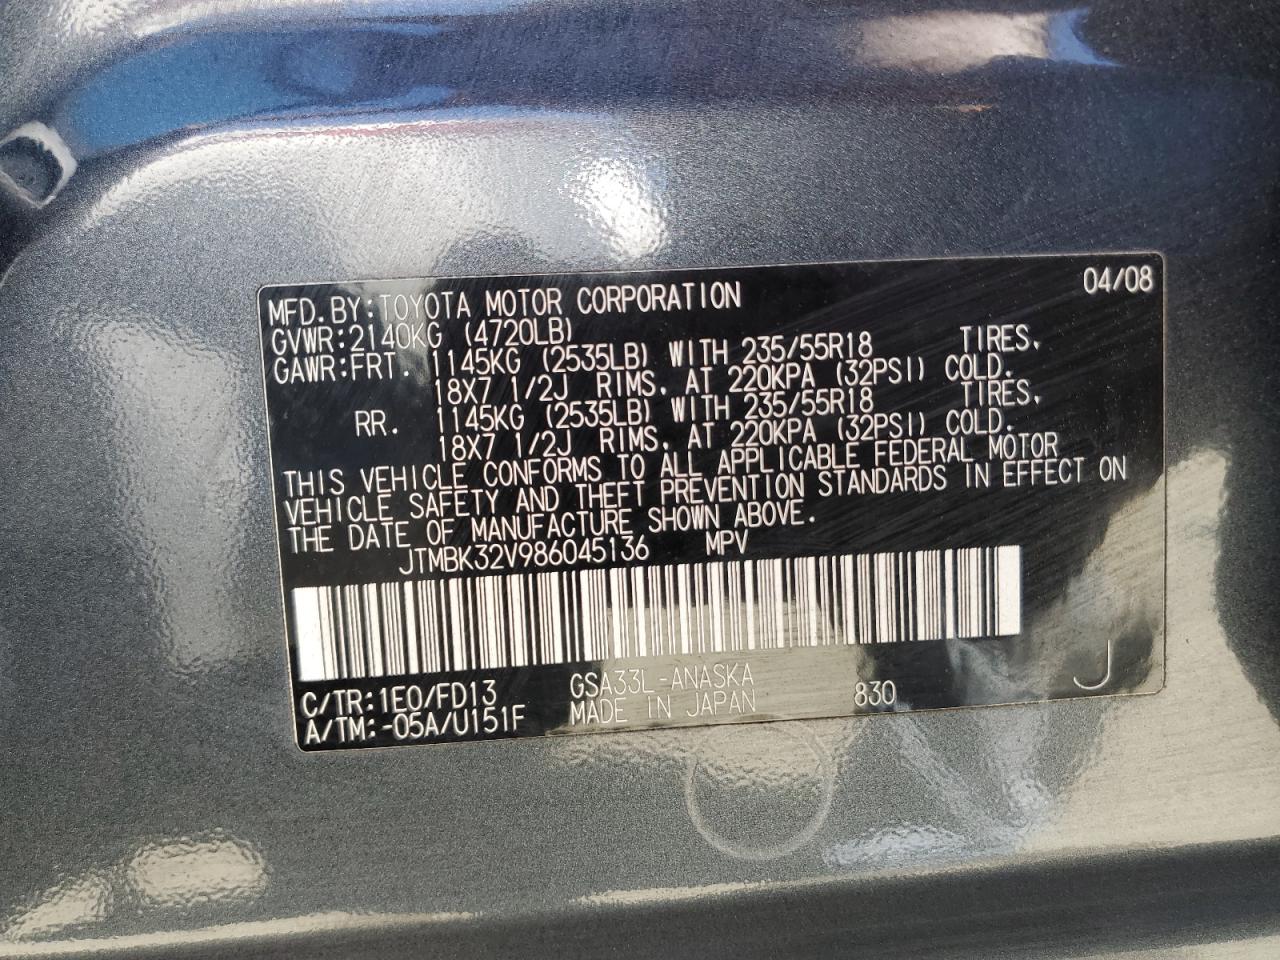 MFD.BY:TOYOTA MOTOR CORPORATION 04/08
GVWR:2140KG (4720LB)
GAWR:FRT. 1145KG (2535LB) WITH 235/55R18 TIRES,
18X7 1/2J RIMS, AT 220KPA (32PSI) COLD.
RR. 1145KG (2535LB) WITH 235/55R18 TIRES,
18X7 1/2J RIMS, AT 220KPA (32PSI) COLD.
THIS VEHICLE CONFORMS TO ALL APPLICABLE FEDERAL MOTOR
VEHICLE SAFETY AND THEFT PREVENTION STANDARDS IN EFFECT ON
THE DATE OF MANUFACTURE SHOWN ABOVE.
JTMBK32V986045136 MPV
C/TR:1E0/FD13 GSA33L-ANASKA
A/TM:-05A/U151F MADE IN JAPAN 830 J